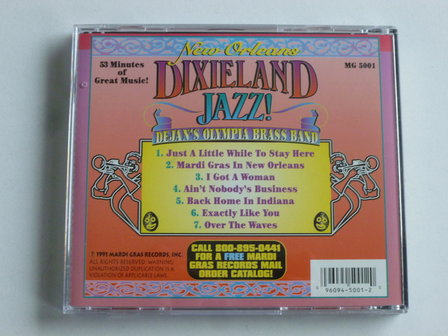 New Orleans
53 Minutes
of
Great Music!
MG 5001
DIXIELAND
JAZZ!
DEJAN'S OLYMPIA BRASS BAND
1. Just A Little While To Stay Here
2. Mardi Gras In New Orleans
3. I Got A Woman
4. Ain't Nobody's Business
5. Back Home In Indiana
6. Exactly Like You
7. Over The Waves
CALL 800-895-0441
FOR A FREE MARDI
GRAS RECORDS MAIL
ORDER CATALOG!
℗ 1991 MARDI GRAS RECORDS, INC.
ALL RIGHTS RESERVED. WARNING
UNAUTHORIZED DUPLICATION IS A
VIOLATION OF APPLICABLE LAWS.
0 96094-5001-2